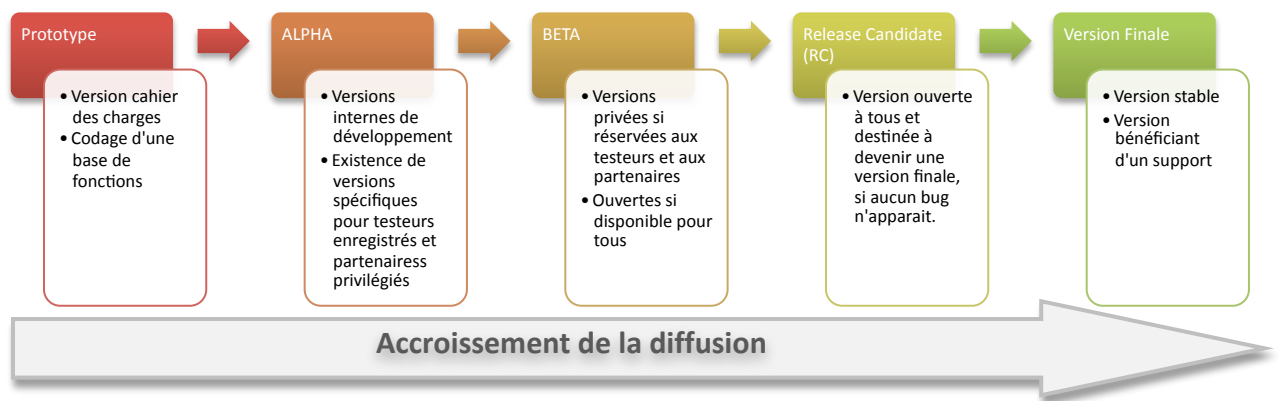 Prototype
• Version cahier
des charges
• Codage d'une
base de
fonctions
ALPHA
• Versions
internes de
développement
• Existence de
versions
spécifiques
pour testeurs
enregistrés et
partenairess
privilégiés
BETA
• Versions
privées si
réservées aux
testeurs et aux
partenaires
• Ouvertes si
disponible pour
tous
Release Candidate
(RC)
• Version ouverte
à tous et
destinée à
devenir une
version finale,
si aucun bug
n'apparait.
Version Finale
• Version stable
• Version
bénéficiant
d'un support
Accroissement de la diffusion